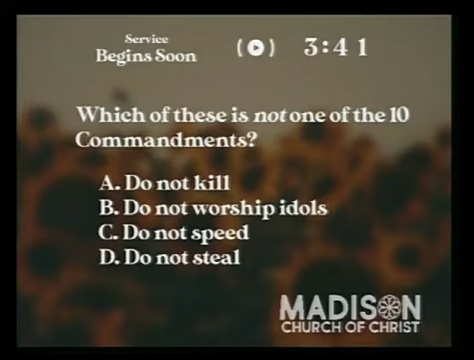 Service
Begins Soon
3:41
Which of these is not one of the 10
Commandments?
A. Do not kill
B. Do not worship idols
C. Do not speed
D. Do not steal
MADISON
CHURCH OF CHRIST